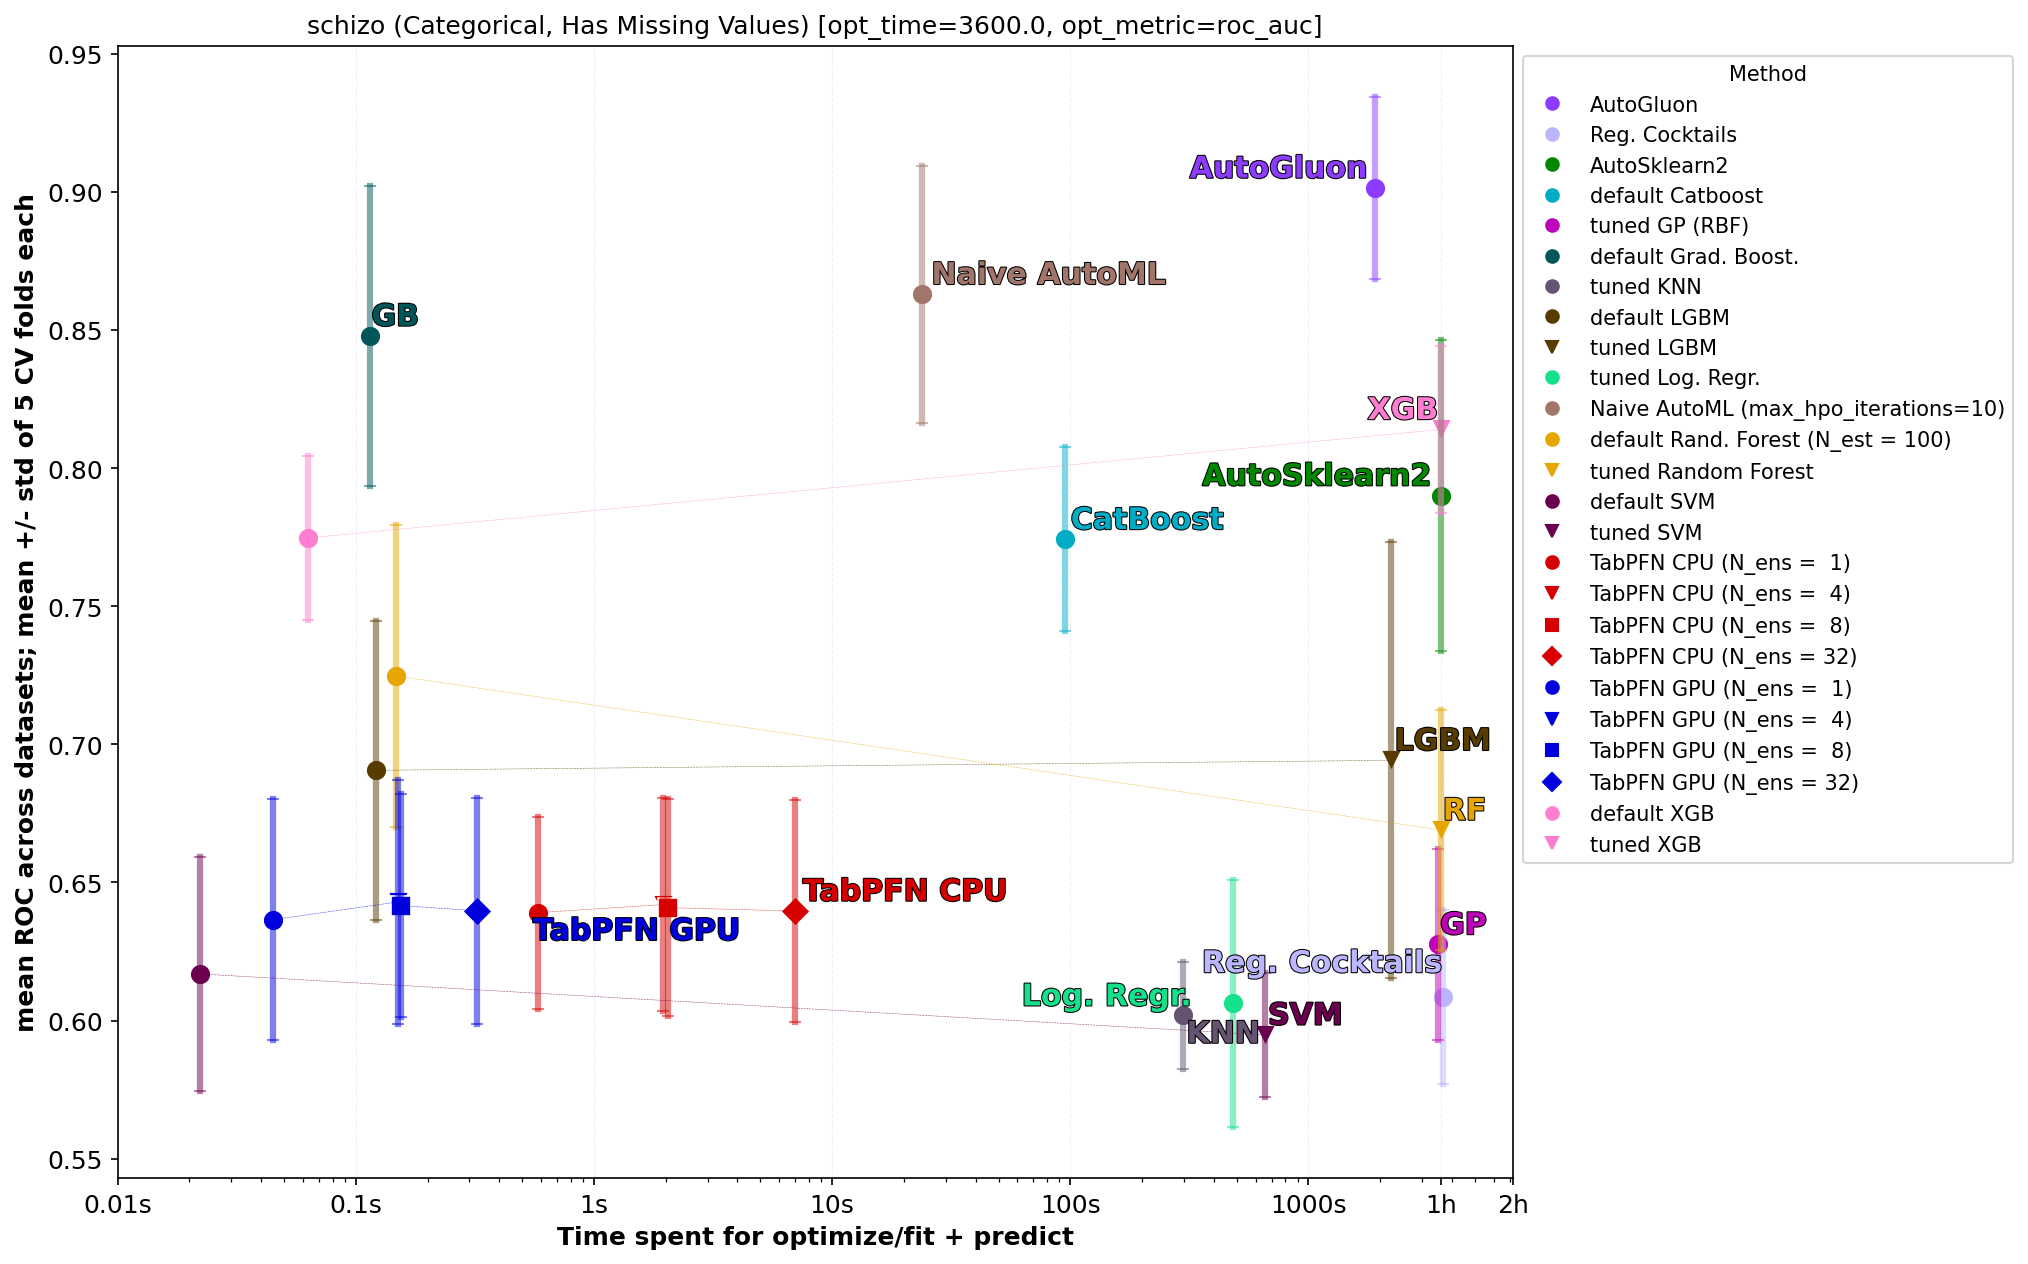 schizo (Categorical, Has Missing Values) [opt_time=3600.0, opt_metric=roc_auc]
mean ROC across datasets; mean +/- std of 5 CV folds each
0.95
0.90
0.85
0.80
0.75
0.70
0.65
0.60
0.55
AutoGluon
Naive AutoML
GB
XGB
AutoSklearn2
CatBoost
LGBM
RF
TabPFN CPU
TabPFN GPU
GP
Reg. Cocktails
Log. Regr.
SVM
KNN
0.01s 0.1s 1s 10s 100s 1000s 1h 2h
Time spent for optimize/fit + predict
Method
AutoGluon
Reg. Cocktails
AutoSklearn2
default Catboost
tuned GP (RBF)
default Grad. Boost.
tuned KNN
default LGBM
tuned LGBM
tuned Log. Regr.
Naive AutoML (max_hpo_iterations=10)
default Rand. Forest (N_est = 100)
tuned Random Forest
default SVM
tuned SVM
TabPFN CPU (N_ens =  1)
TabPFN CPU (N_ens =  4)
TabPFN CPU (N_ens =  8)
TabPFN CPU (N_ens = 32)
TabPFN GPU (N_ens =  1)
TabPFN GPU (N_ens =  4)
TabPFN GPU (N_ens =  8)
TabPFN GPU (N_ens = 32)
default XGB
tuned XGB